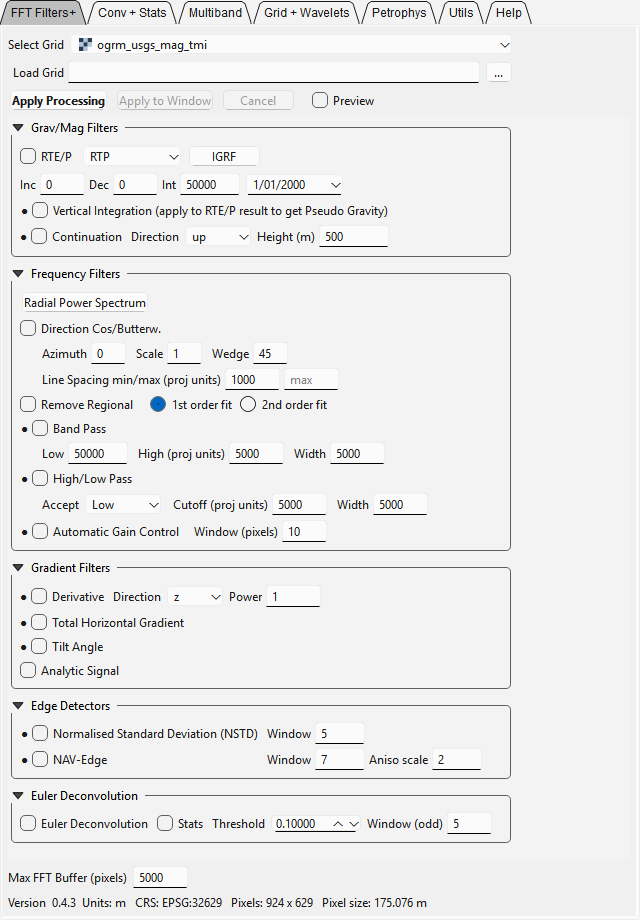 FFT Filters+ Conv + Stats Multiband Grid + Wavelets Petrophys Utils Help
Select Grid ogrm_usgs_mag_tmi
Load Grid ...
Apply Processing Apply to Window Cancel Preview
Grav/Mag Filters
RTE/P RTP IGRF
Inc 0 Dec 0 Int 50000 1/01/2000
• Vertical Integration (apply to RTE/P result to get Pseudo Gravity)
• Continuation Direction up Height (m) 500
Frequency Filters
Radial Power Spectrum
Direction Cos/Butterw.
Azimuth 0 Scale 1 Wedge 45
Line Spacing min/max (proj units) 1000 max
Remove Regional 1st order fit 2nd order fit
• Band Pass
Low 50000 High (proj units) 5000 Width 5000
• High/Low Pass
Accept Low Cutoff (proj units) 5000 Width 5000
• Automatic Gain Control Window (pixels) 10
Gradient Filters
• Derivative Direction z Power 1
• Total Horizontal Gradient
• Tilt Angle
Analytic Signal
Edge Detectors
• Normalised Standard Deviation (NSTD) Window 5
• NAV-Edge Window 7 Aniso scale 2
Euler Deconvolution
Euler Deconvolution Stats Threshold 0.10000 Window (odd) 5
Max FFT Buffer (pixels) 5000
Version 0.4.3 Units: m CRS: EPSG:32629 Pixels: 924 x 629 Pixel size: 175.076 m